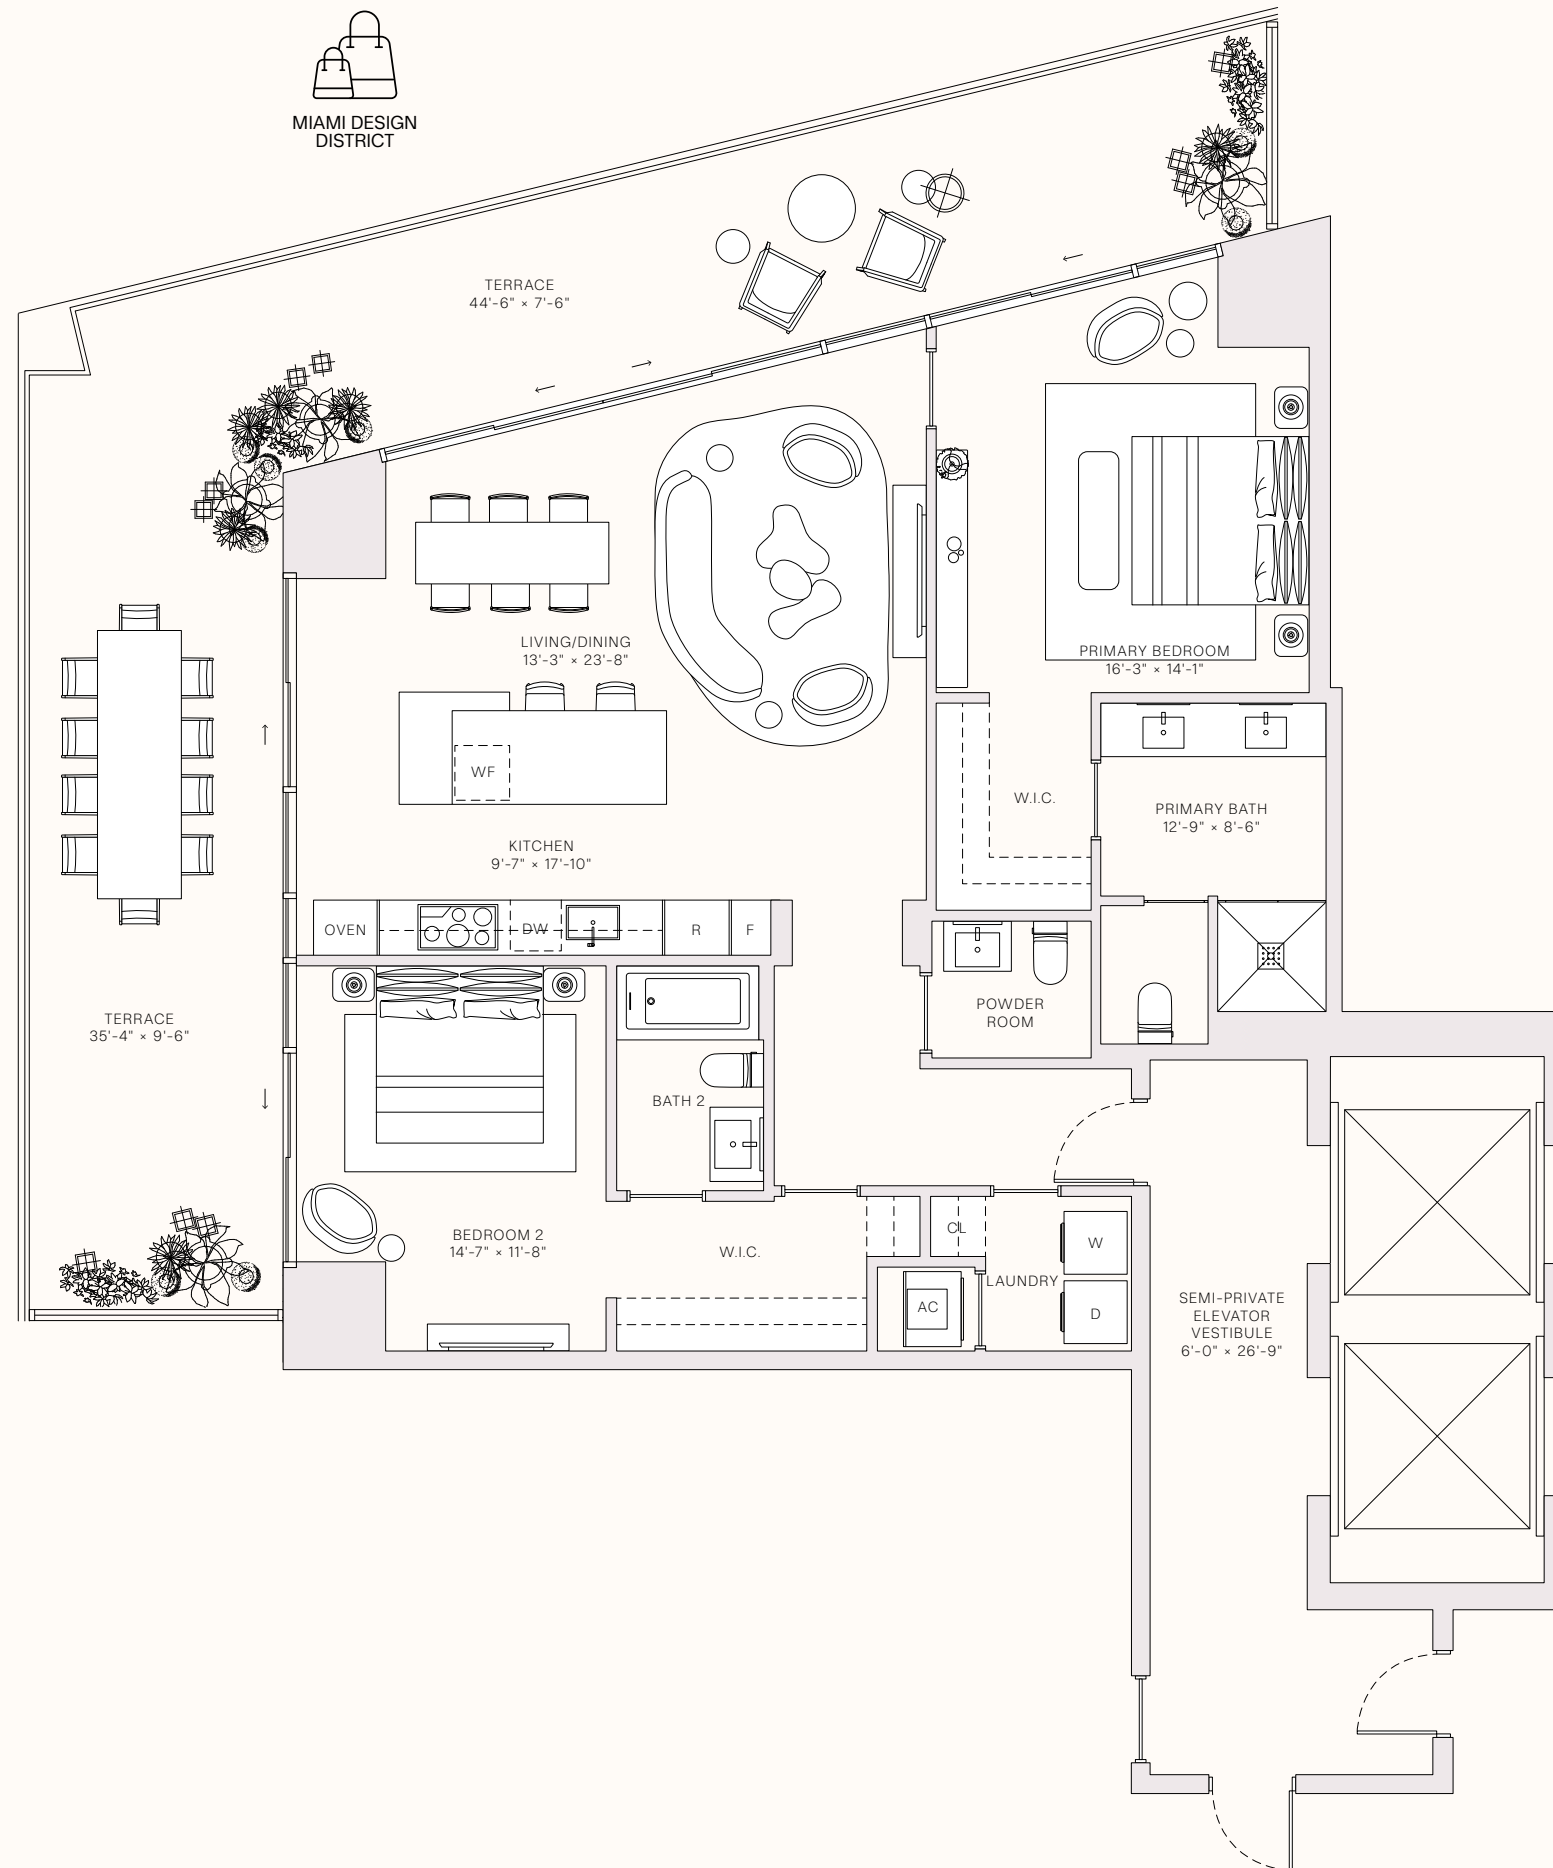 MIAMI DESIGN
DISTRICT
TERRACE
44'-6" × 7'-6"
LIVING/DINING
13'-3" × 23'-8"
PRIMARY BEDROOM
16'-3" × 14'-1"
WF
W.I.C.
PRIMARY BATH
12'-9" × 8'-6"
KITCHEN
9'-7" × 17'-10"
OVEN
DW
R
F
POWDER
ROOM
TERRACE
35'-4" × 9'-6"
BATH 2
BEDROOM 2
14'-7" × 11'-8"
W.I.C.
CL
W
LAUNDRY
AC
D
SEMI-PRIVATE
ELEVATOR
VESTIBULE
6'-0" × 26'-9"